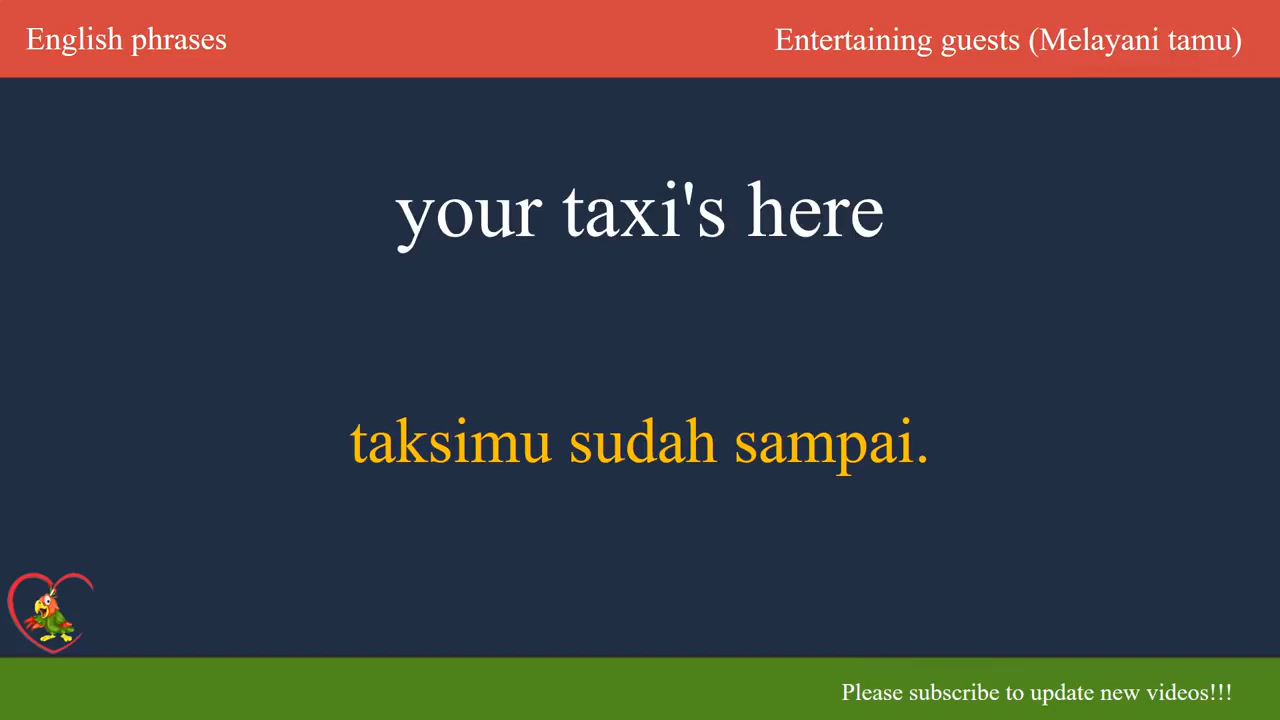 English phrases
Entertaining guests (Melayani tamu)
your taxi's here
taksimu sudah sampai.
Please subscribe to update new videos!!!